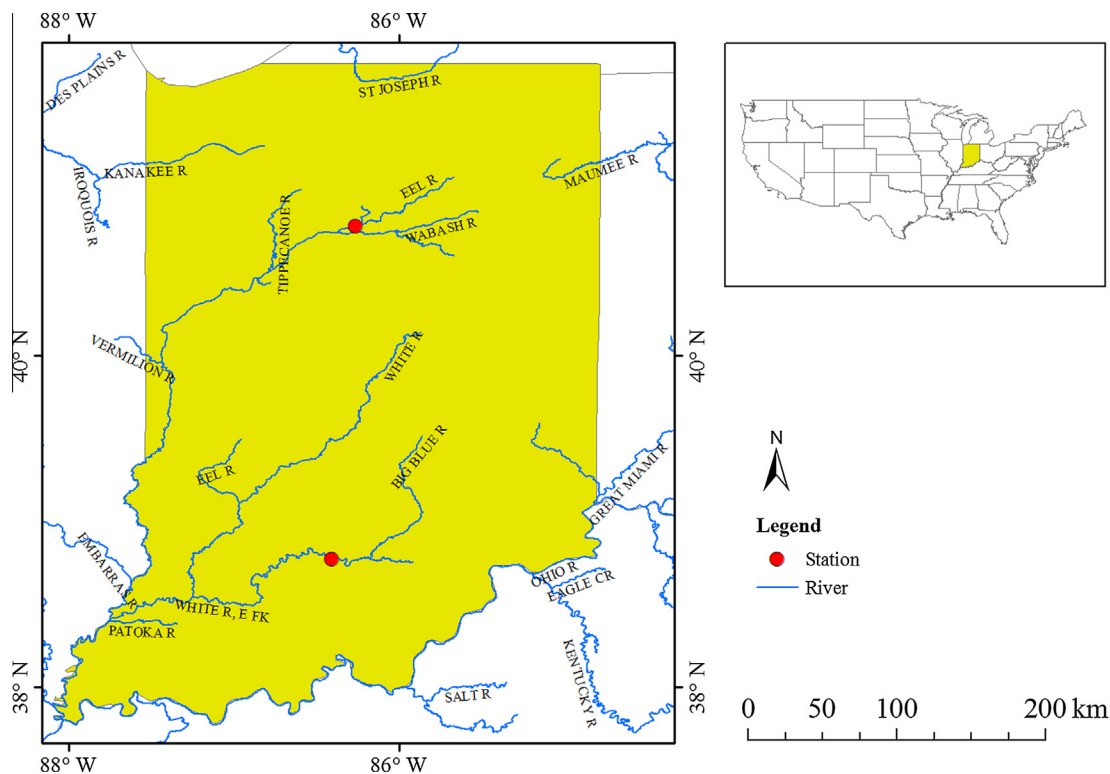 88° W
86° W
DES PLAINS R
ST JOSEPH R
KANAKEE R
IROQUOIS R
MAUMEE R
EEL R
TIPPECANOE R
WABASH R
40° N
40° N
VERMILION R
WHITE R
EEL R
BIG BLUE R
GREAT MIAMI R
EMBARRAS R
OHIO R
EAGLE CR
WHITE R, E FK
PATOKA R
KENTUCKY R
SALT R
38° N
38° N
88° W
86° W
N
Legend
Station
River
0 50 100 200 km